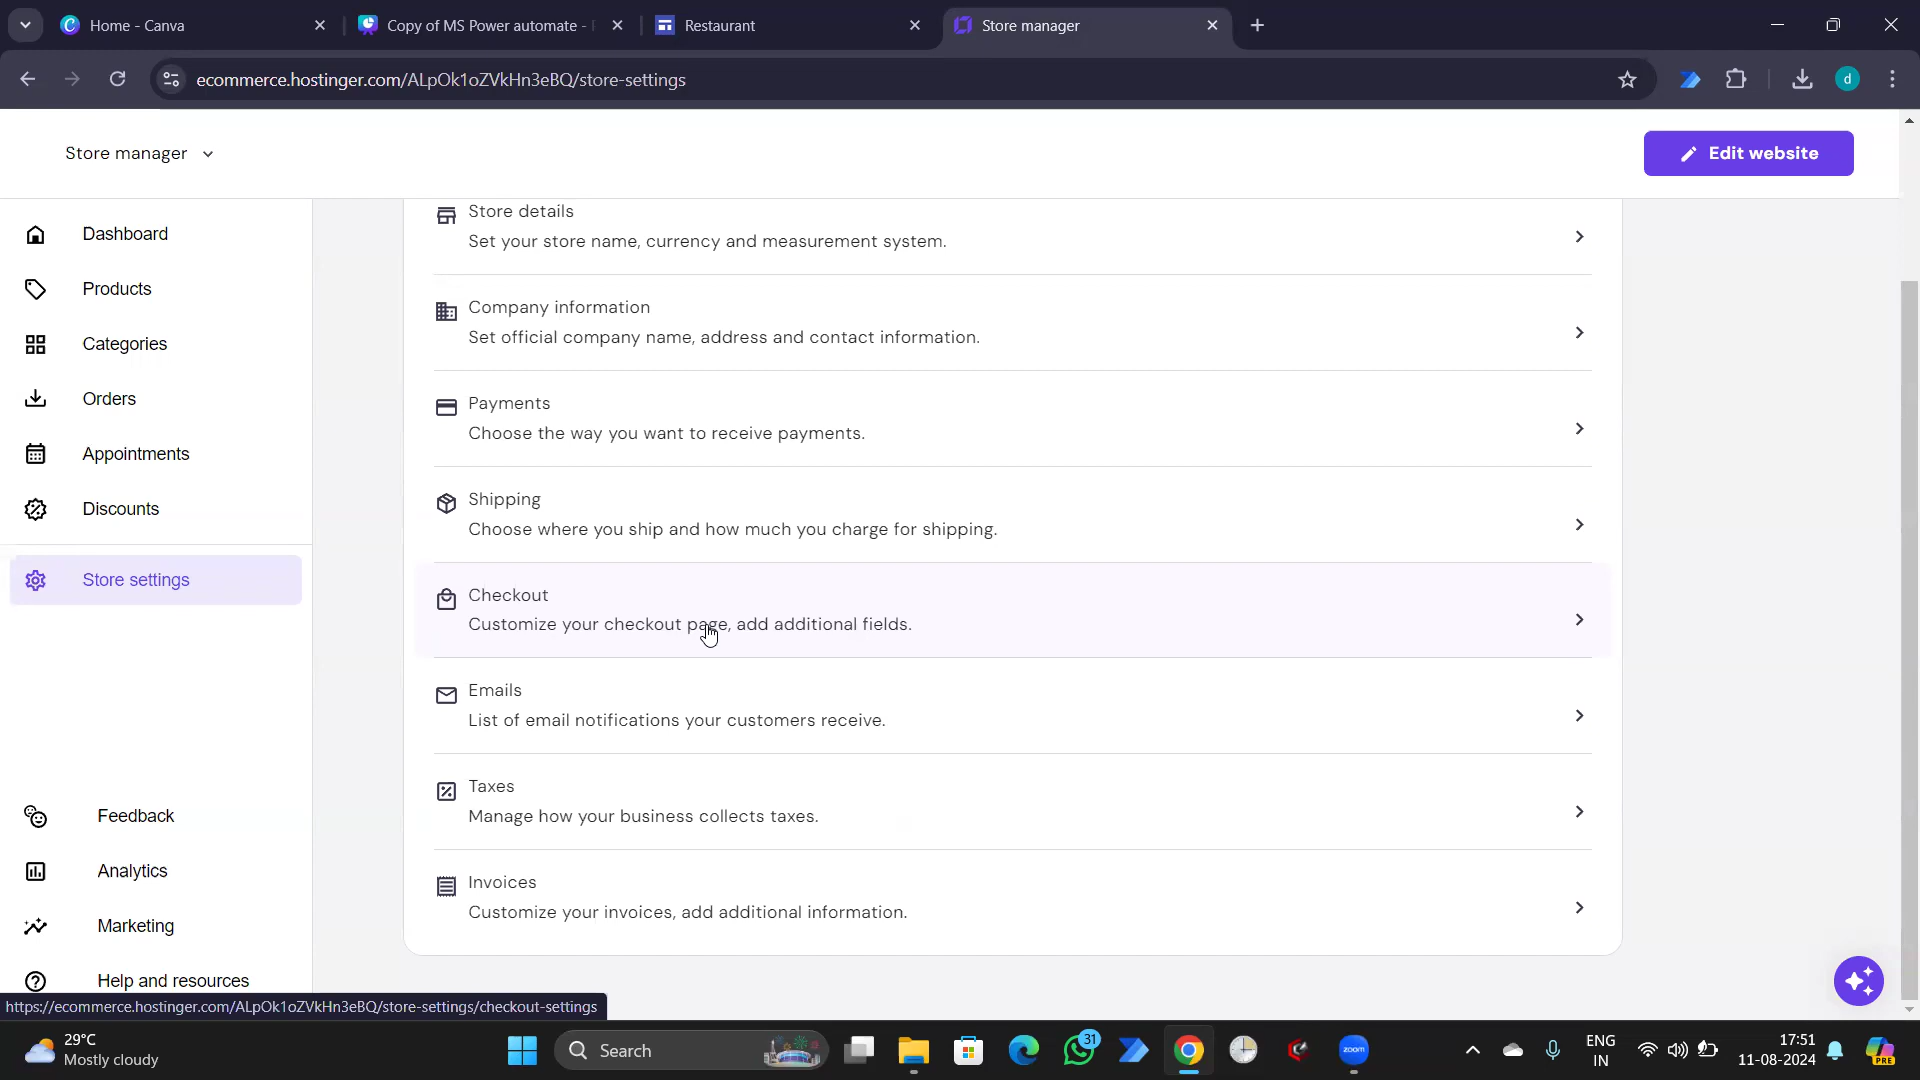 Home - Canva
Copy of MS Power automate -
Restaurant
Store manager
ecommerce.hostinger.com/ALpOk1oZVkHn3eBQ/store-settings
d
Store manager
Edit website
Dashboard
Products
Categories
Orders
Appointments
Discounts
Store settings
Feedback
Analytics
Marketing
Help and resources
Store details
Set your store name, currency and measurement system.
Company information
Set official company name, address and contact information.
Payments
Choose the way you want to receive payments.
Shipping
Choose where you ship and how much you charge for shipping.
Checkout
Customize your checkout page, add additional fields.
Emails
List of email notifications your customers receive.
Taxes
Manage how your business collects taxes.
Invoices
Customize your invoices, add additional information.
https://ecommerce.hostinger.com/ALpOk1oZVkHn3eBQ/store-settings/checkout-settings
29°C
Mostly cloudy
Search
31
zoom
ENG
IN
17:51
11-08-2024
PRE